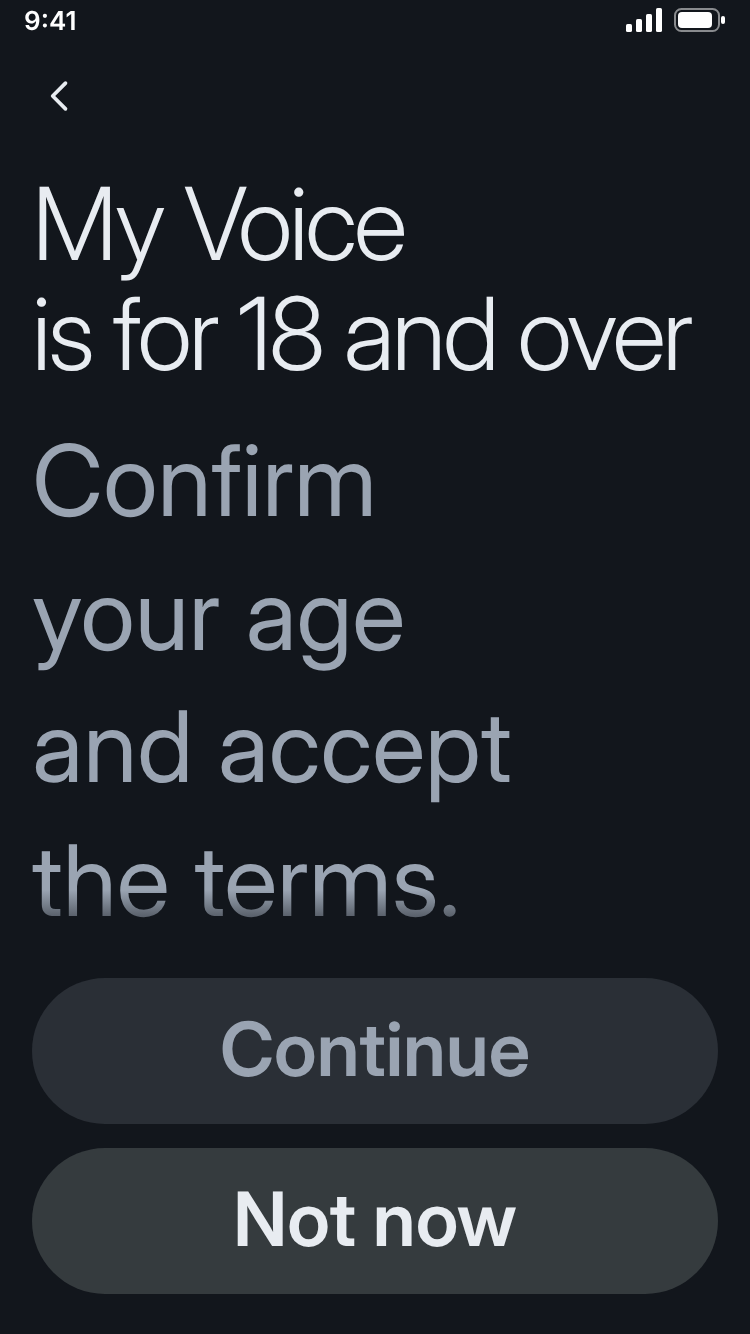 9:41
My Voice
is for 18 and over
Confirm
your age
and accept
the terms.
Continue
Not now